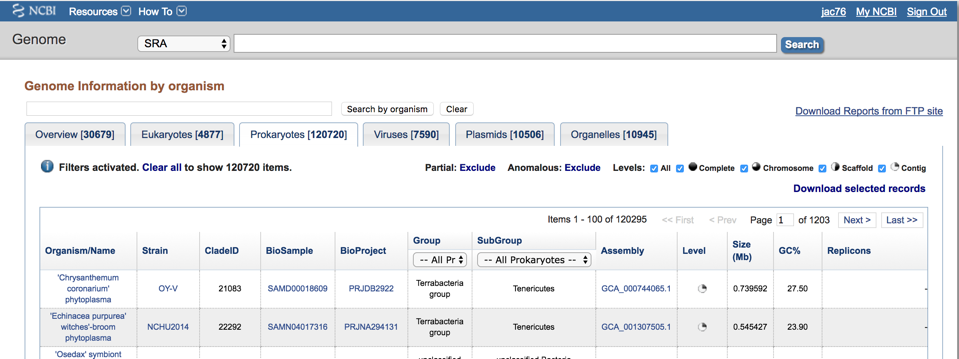 NCBI Resources How To jac76 My NCBI Sign Out
Genome SRA Search
Genome Information by organism
Search by organism Clear Download Reports from FTP site
Overview [30679] Eukaryotes [4877] Prokaryotes [120720] Viruses [7590] Plasmids [10506] Organelles [10945]
Filters activated. Clear all to show 120720 items. Partial: Exclude Anomalous: Exclude Levels: All Complete Chromosome Scaffold Contig
Download selected records
Items 1 - 100 of 120295 << First < Prev Page 1 of 1203 Next > Last >>
Organism/Name Strain CladeID BioSample BioProject Group SubGroup Assembly Level Size (Mb) GC% Replicons
-- All Pr -- All Prokaryotes --
'Chrysanthemum
coronarium'
phytoplasma OY-V 21083 SAMD00018609 PRJDB2922 Terrabacteria group Tenericutes GCA_000744065.1 0.739592 27.50 -
'Echinacea purpurea'
witches'-broom
phytoplasma NCHU2014 22292 SAMN04017316 PRJNA294131 Terrabacteria group Tenericutes GCA_001307505.1 0.545427 23.90 -
'Osedax' symbiont unclassified unclassified Bacteria